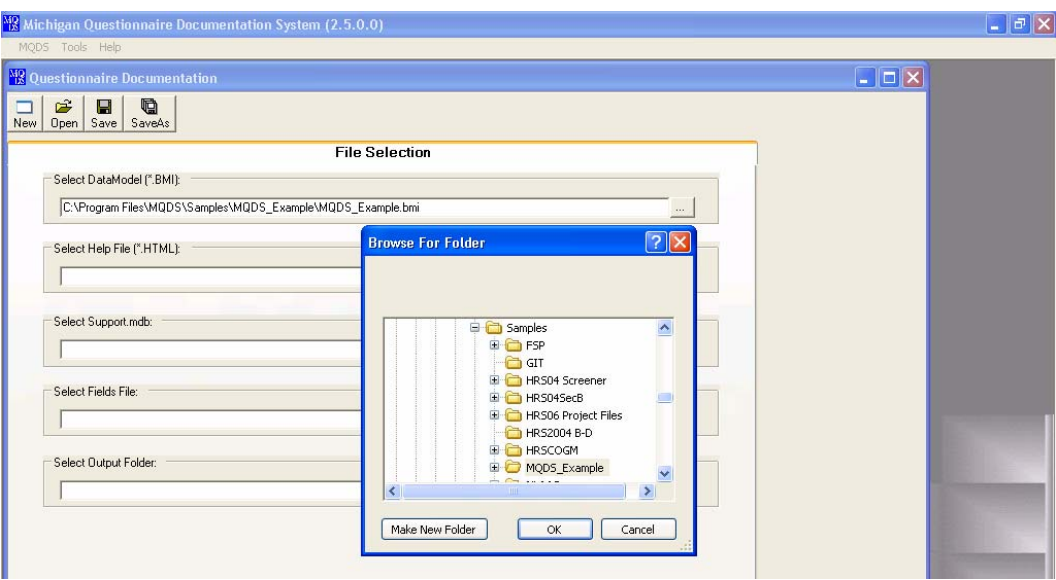 Michigan Questionnaire Documentation System (2.5.0.0)
MQDS Tools Help
Questionnaire Documentation
New Open Save SaveAs
File Selection
Select DataModel (*.BMI):
C:\Program Files\MQDS\Samples\MQDS_Example\MQDS_Example.bmi
...
Select Help File (*.HTML):
Select Support.mdb:
Select Fields File:
Select Output Folder:
Browse For Folder
Samples
FSP
GIT
HRS04 Screener
HRS04SecB
HRS06 Project Files
HRS2004 B-D
HRSCOGM
MQDS_Example
Make New Folder OK Cancel